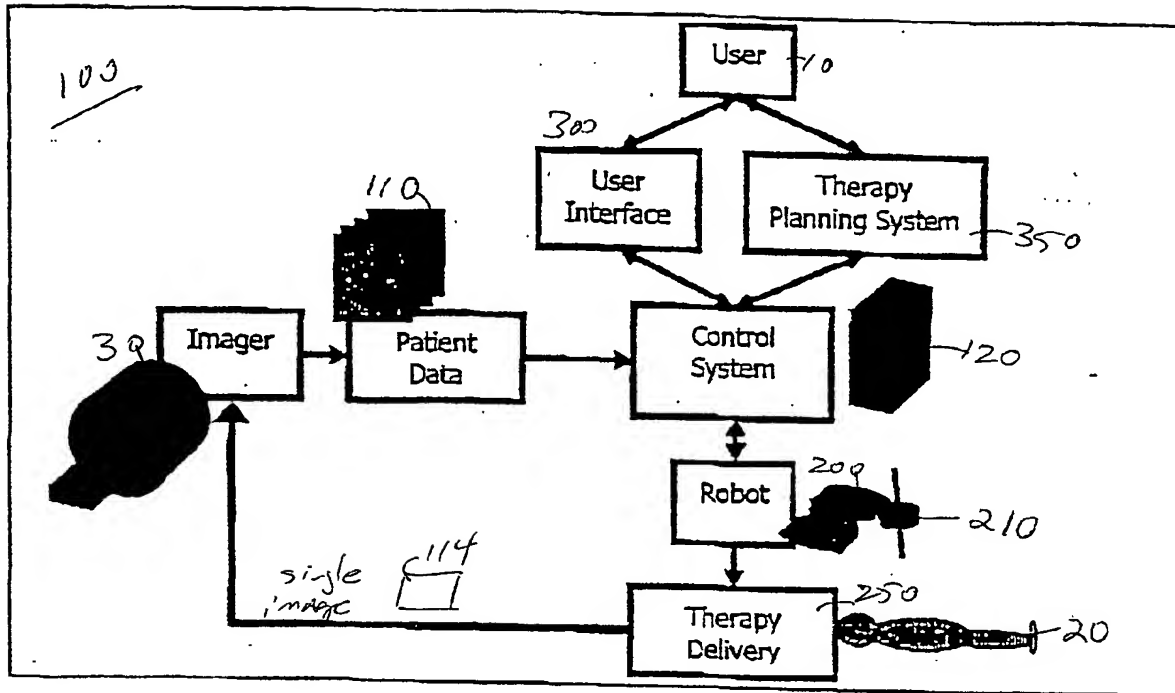 100
User
10
300
User
Interface
Therapy
Planning System
350
110
30
Imager
Patient
Data
Control
System
120
Robot
200
210
single
image
114
Therapy
Delivery
250
20